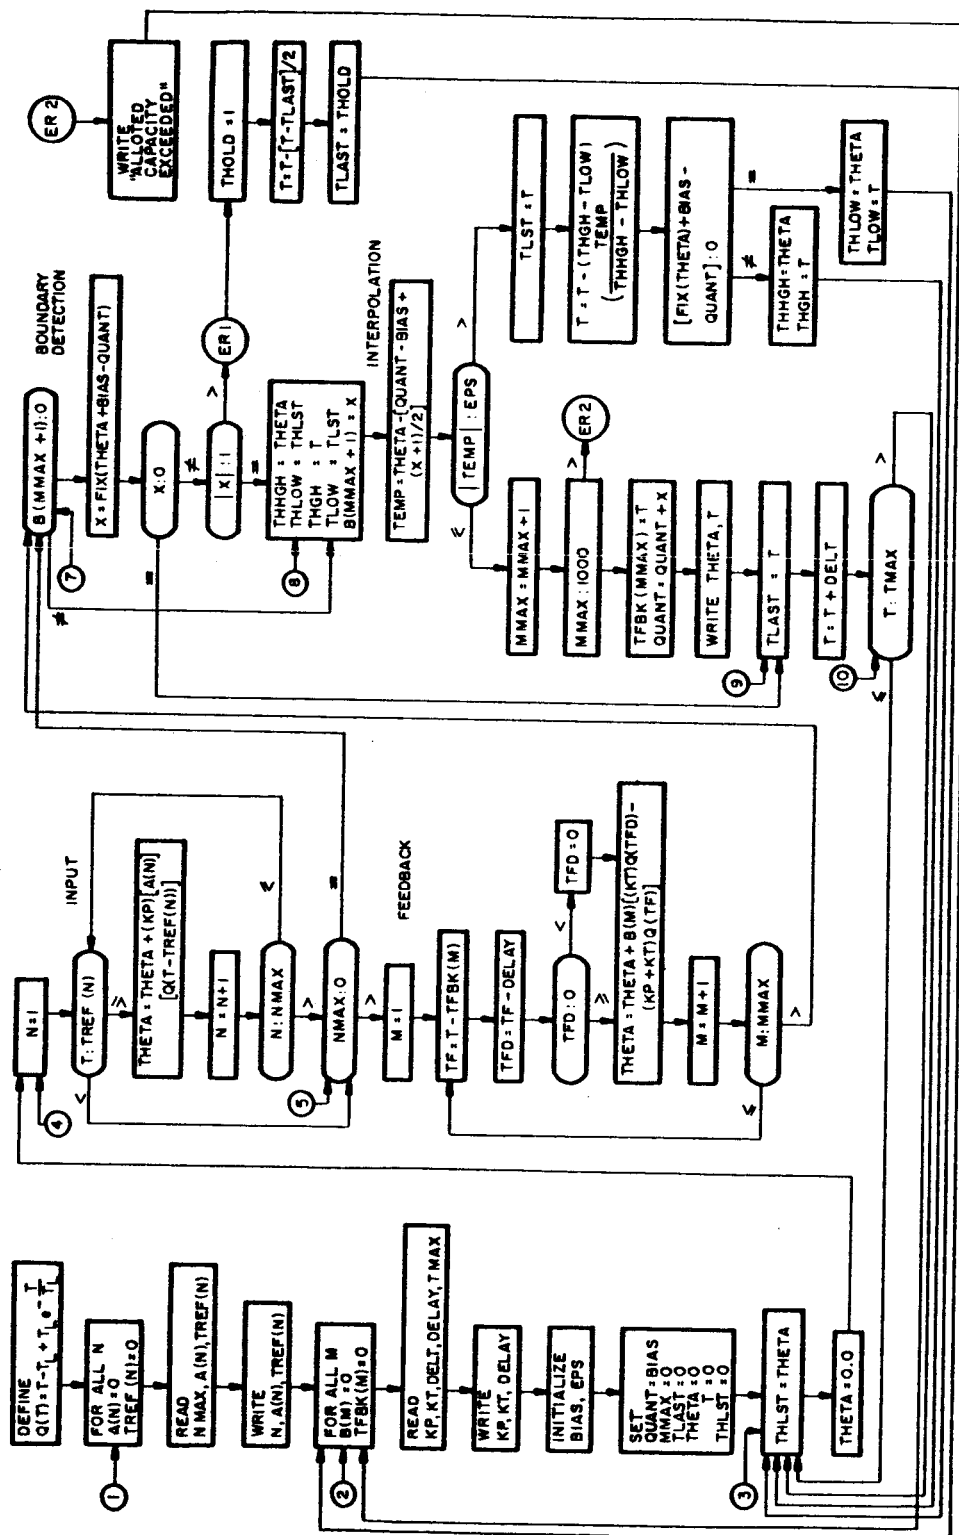 DEFINE
Q(T)=T-T_L + T_L e^-T/T_L
1
FOR ALL N
A(N)=0
TREF (N)=0
READ
N MAX, A(N), TREF(N)
WRITE
N, A(N), TREF(N)
2
FOR ALL M
B(M)=0
TFBK(M)=0
READ
KP, KT, DELT, DELAY, TMAX
WRITE
KP, KT, DELAY
INITIALIZE
BIAS, EPS
SET
QUANT=BIAS
MMAX=0
TLAST=0
THETA=0
T=0
THLST=0
3
THLST=THETA
THETA=0.0
4
N=1
INPUT
T:TREF (N)
<
≥
THETA = THETA + (KP)[A(N)]
[Q(T-TREF(N))]
N = N+1
N:NMAX
≤
>
5
NMAX:0
=
>
M=1
FEEDBACK
TF=T-TFBK(M)
TFD=TF-DELAY
TFD:0
<
TFD=0
≥
THETA=THETA+B(M)[(KT)Q(TFD)-
(KP+KT)Q(TF)]
M=M+1
M:MMAX
≤
>
7
B(MMAX +1):0
BOUNDARY
DETECTION
≠
X=FIX(THETA+BIAS-QUANT)
X:0
=
≠
|X|:1
>
ER1
=
8
THHGH = THETA
THLOW = THLST
THGH = T
TLOW = TLST
B(MMAX+1) = X
INTERPOLATION
TEMP=THETA-[QUANT-BIAS+
(X+1)/2]
|TEMP|:EPS
≤
>
MMAX=MMAX+1
MMAX:1000
>
ER2
TFBK(MMAX)=T
QUANT=QUANT+X
WRITE THETA,T
9
TLAST=T
T=T+DELT
10
T:TMAX
≤
>
TLST=T
T=T-(THGH-TLOW)
(TEMP
THHGH-THLOW)
[FIX(THETA)+BIAS-
QUANT]:0
≠
=
THHGH=THETA
THGH=T
THLOW=THETA
TLOW=T
ER2
WRITE
"ALLOTED
CAPACITY
EXCEEDED"
THOLD=1
T=T-[T-TLAST]/2
TLAST=THOLD